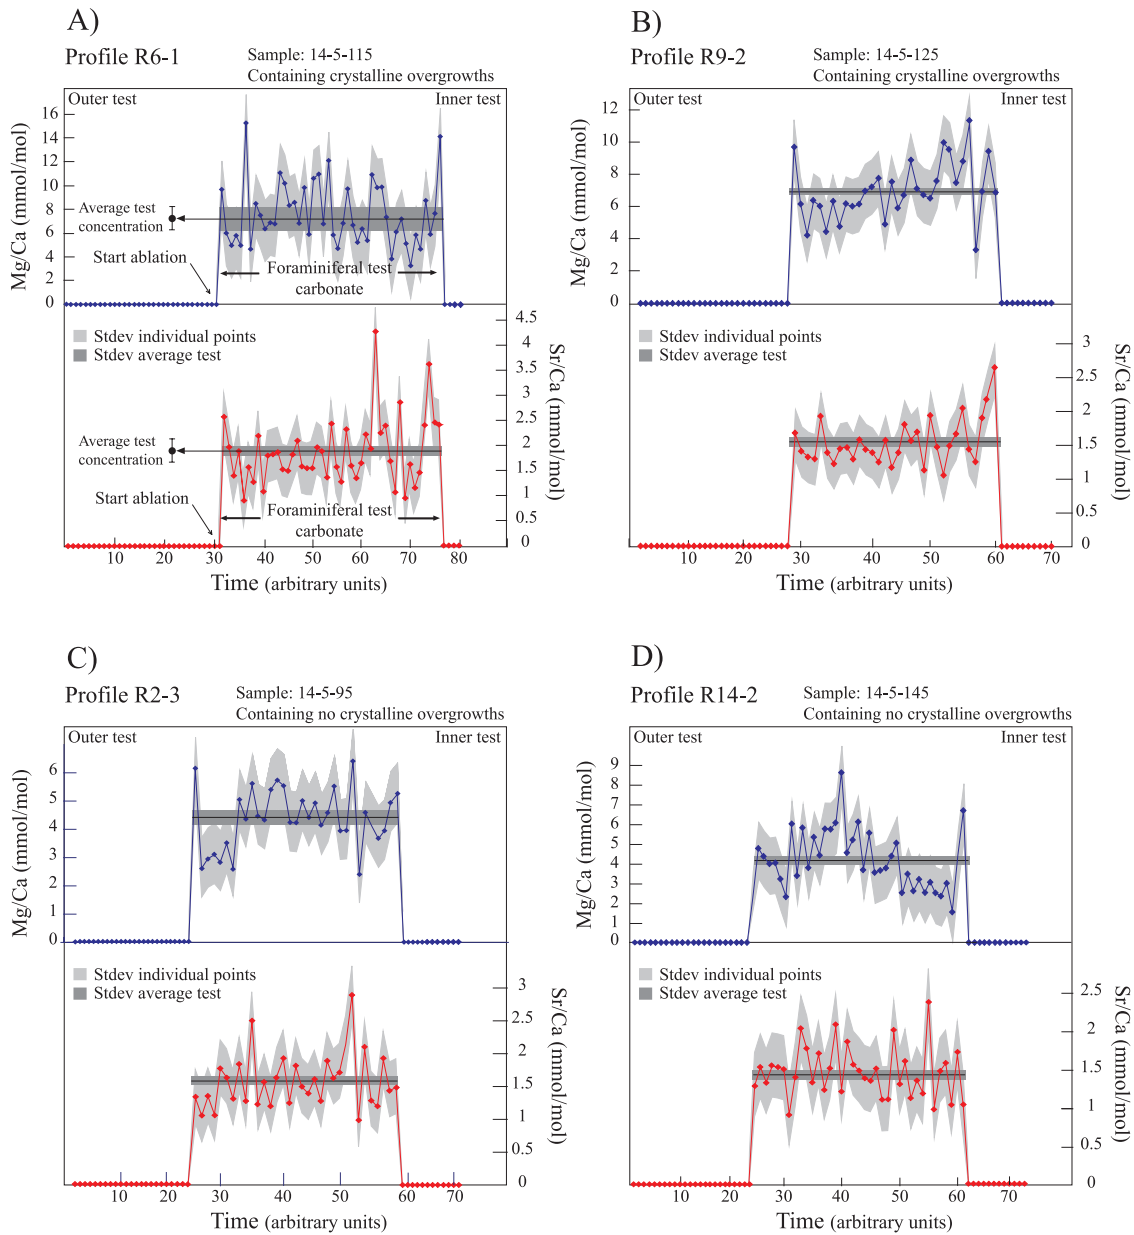 A)
Profile R6-1
Sample: 14-5-115
Containing crystalline overgrowths
Outer test
Inner test
Mg/Ca (mmol/mol)
16
14
12
10
8
6
4
2
0
Average test
concentration
Start ablation
Foraminiferal test
carbonate
Stdev individual points
Stdev average test
Sr/Ca (mmol/mol)
4.5
4
3.5
3
2.5
2
1.5
1
0.5
0
Average test
concentration
Start ablation
Foraminiferal test
carbonate
10 20 30 40 50 60 70 80
Time (arbitrary units)
B)
Profile R9-2
Sample: 14-5-125
Containing crystalline overgrowths
Outer test
Inner test
Mg/Ca (mmol/mol)
12
10
8
6
4
2
0
Stdev individual points
Stdev average test
Sr/Ca (mmol/mol)
3
2.5
2
1.5
1
0.5
0
10 20 30 40 50 60 70
Time (arbitrary units)
C)
Profile R2-3
Sample: 14-5-95
Containing no crystalline overgrowths
Outer test
Inner test
Mg/Ca (mmol/mol)
6
5
4
3
2
1
0
Stdev individual points
Stdev average test
Sr/Ca (mmol/mol)
3
2.5
2
1.5
1
0.5
0
10 20 30 40 50 60 70
Time (arbitrary units)
D)
Profile R14-2
Sample: 14-5-145
Containing no crystalline overgrowths
Outer test
Inner test
Mg/Ca (mmol/mol)
9
8
7
6
5
4
3
2
1
0
Stdev individual points
Stdev average test
Sr/Ca (mmol/mol)
2.5
2
1.5
1
0.5
0
10 20 30 40 50 60 70
Time (arbitrary units)